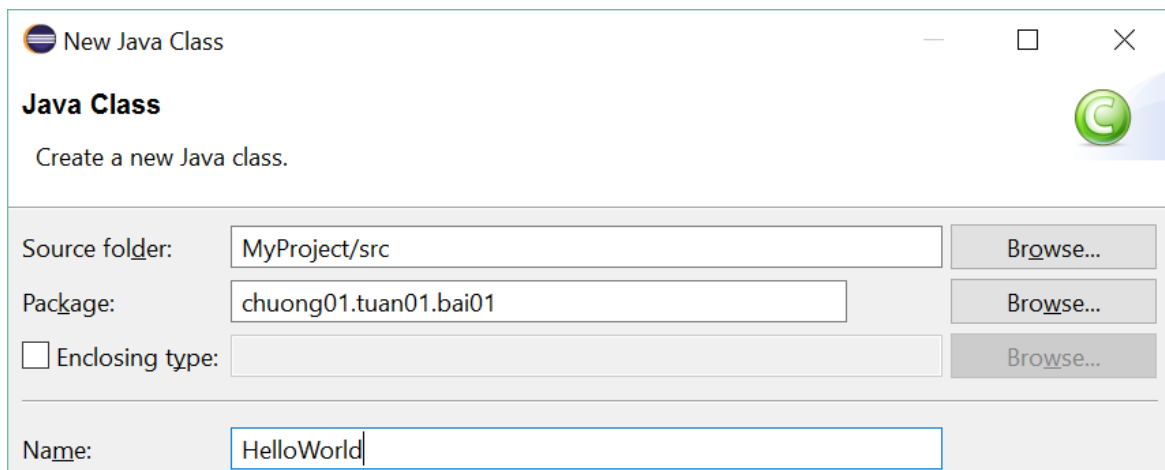 New Java Class
Java Class
Create a new Java class.
Source folder: MyProject/src Browse...
Package: chuong01.tuan01.bai01 Browse...
Enclosing type: Browse...
Name: HelloWorld